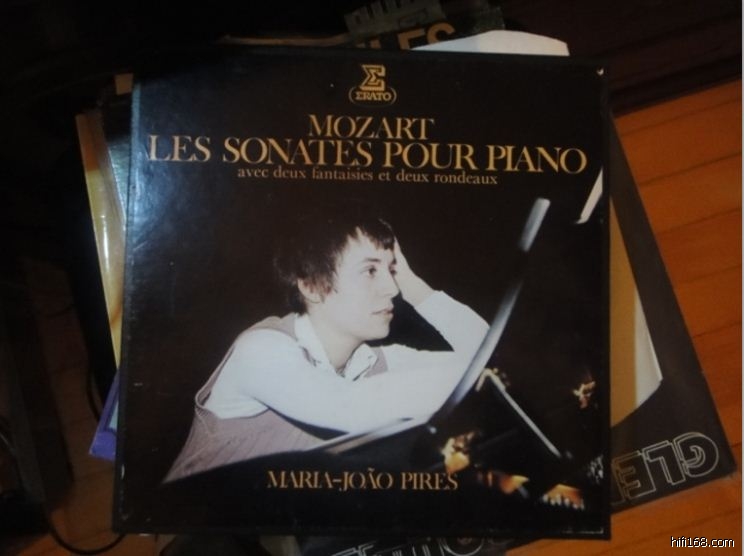 ERATO
MOZART
LES SONATES POUR PIANO
avec deux fantaisies et deux rondeaux
MARIA-JOÃO PIRES
hifi168.com